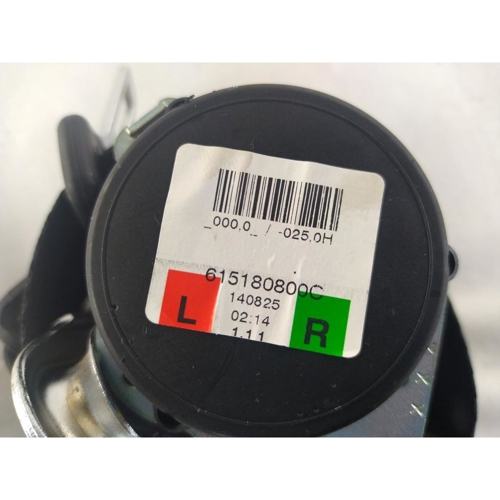 _000.0_ / -025.0H
615180800C
L 140825 R
02:14
1.11